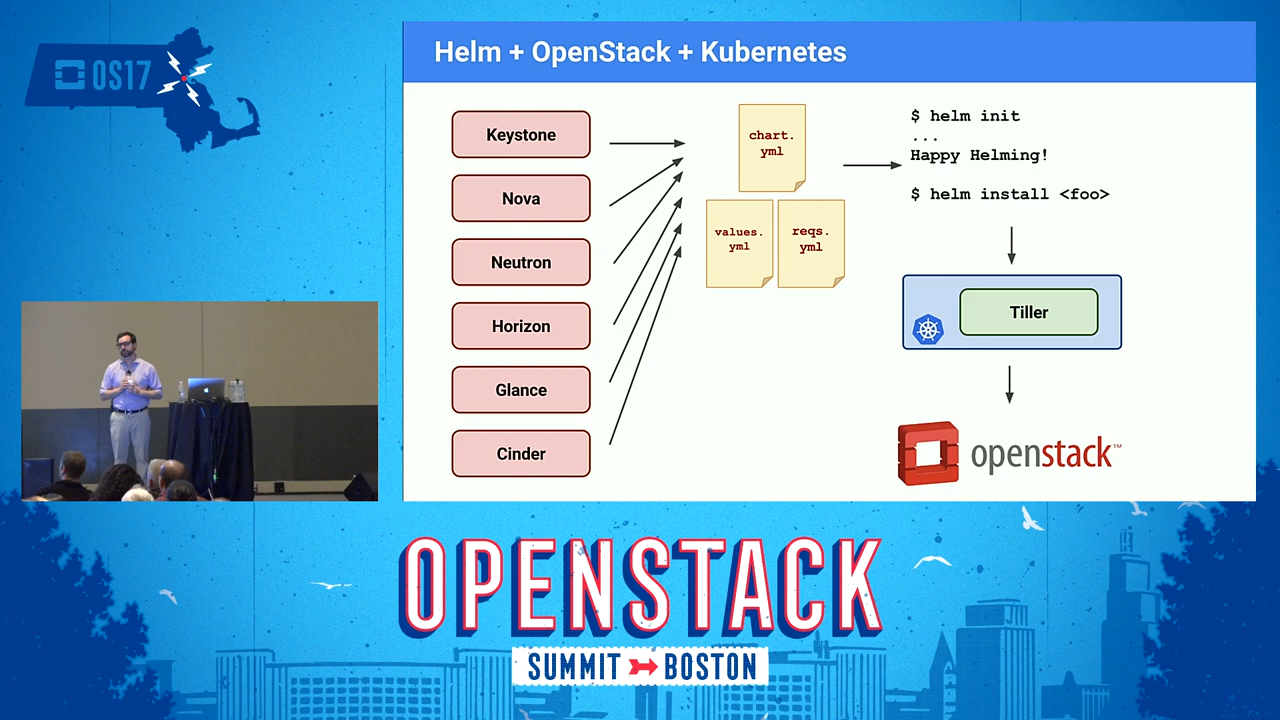 OS17
Helm + OpenStack + Kubernetes
Keystone
Nova
Neutron
Horizon
Glance
Cinder
chart.
yml
values.
yml
reqs.
yml
$ helm init
...
Happy Helming!
$ helm install <foo>
Tiller
openstack™
OPENSTACK
SUMMIT BOSTON